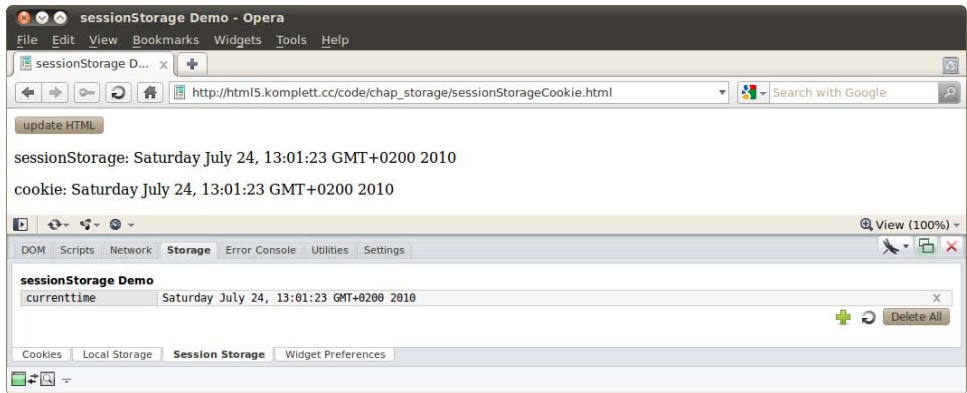 sessionStorage Demo - Opera
File Edit View Bookmarks Widgets Tools Help
sessionStorage D... x
http://html5.komplett.cc/code/chap_storage/sessionStorageCookie.html Search with Google
update HTML
sessionStorage: Saturday July 24, 13:01:23 GMT+0200 2010
cookie: Saturday July 24, 13:01:23 GMT+0200 2010
View (100%)
DOM Scripts Network Storage Error Console Utilities Settings
sessionStorage Demo
currenttime Saturday July 24, 13:01:23 GMT+0200 2010 x
Delete All
Cookies Local Storage Session Storage Widget Preferences